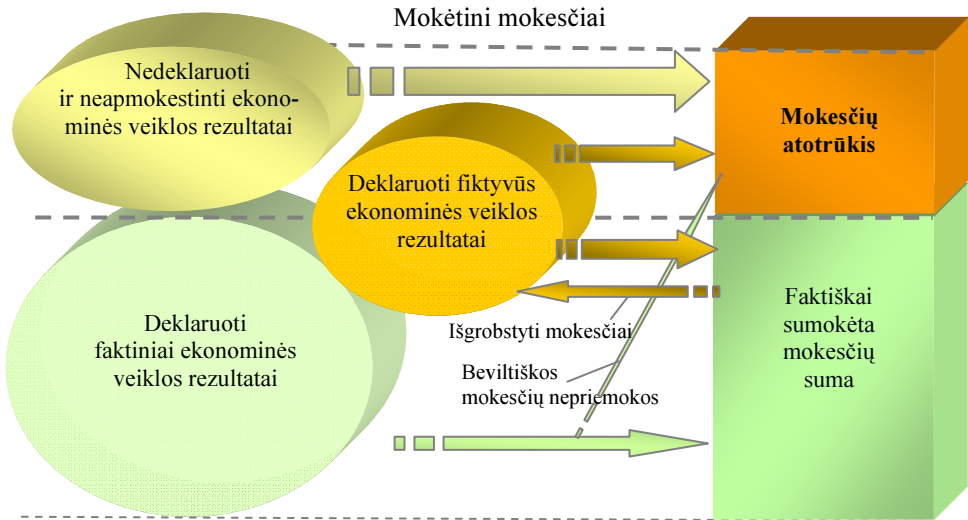 Mokėtini mokesčiai
Nedeklaruoti
ir neapmokestinti ekono-
minės veiklos rezultatai
Mokesčių
atotrūkis
Deklaruoti fiktyvūs
ekonominės veiklos
rezultatai
Deklaruoti
faktiniai ekonominės
veiklos rezultatai
Išgrobstyti mokesčiai
Beviltiškos
mokesčių nepriemokos
Faktiškai
sumokėta
mokesčių
suma